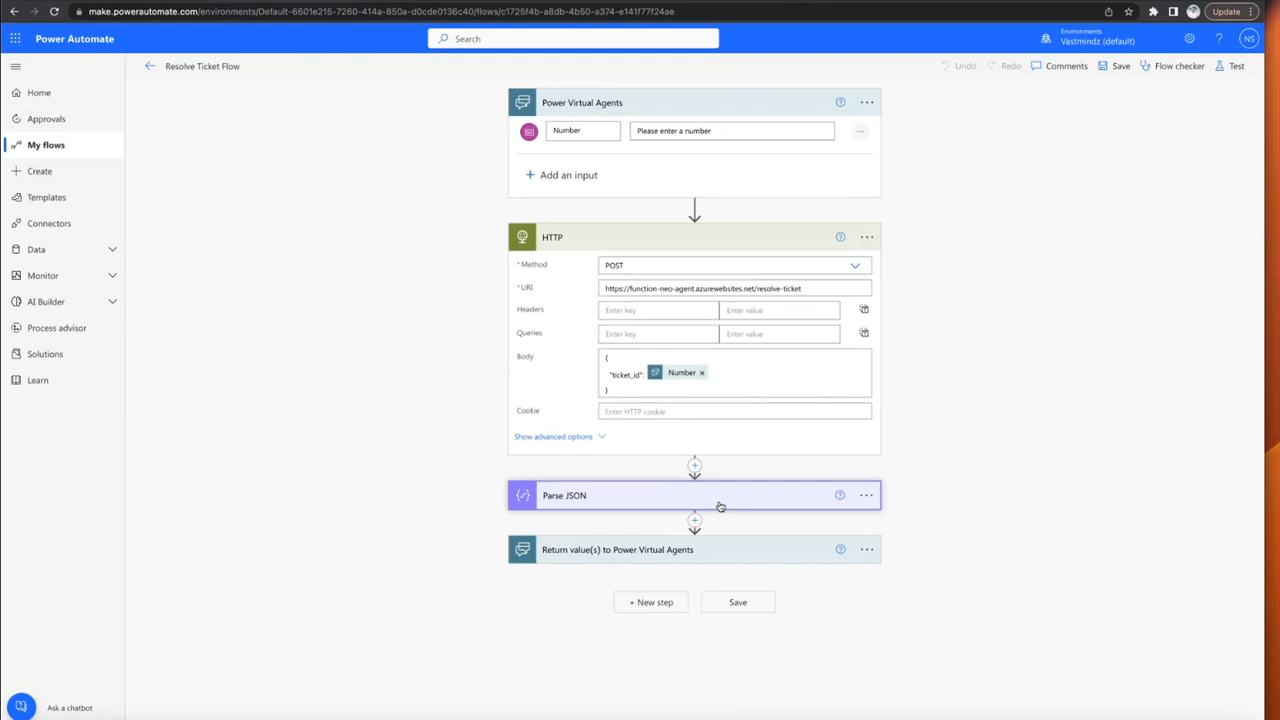 make.powerautomate.com/environments/Default-6601e215-7260-414a-850a-d0cde0136c40/flows/c1725f4b-a8db-4b50-a374-e141f77f24ae
Update
Power Automate
Search
Environments
Vastmindz (default)
NS
Resolve Ticket Flow
Undo
Redo
Comments
Save
Flow checker
Test
Home
Approvals
My flows
Create
Templates
Connectors
Data
Monitor
AI Builder
Process advisor
Solutions
Learn
Ask a chatbot
Power Virtual Agents
Number
Please enter a number
+ Add an input
HTTP
* Method
POST
* URI
https://function-neo-agent.azurewebsites.net/resolve-ticket
Headers
Enter key
Enter value
Queries
Enter key
Enter value
Body
{
"ticket_id": Number ×
}
Cookie
Enter HTTP cookie
Show advanced options
Parse JSON
Return value(s) to Power Virtual Agents
+ New step
Save